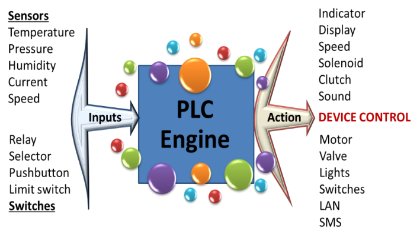 Sensors
Temperature
Pressure
Humidity
Current
Speed
Relay
Selector
Pushbutton
Limit switch
Switches
Inputs
PLC
Engine
Action
Indicator
Display
Speed
Solenoid
Clutch
Sound
DEVICE CONTROL
Motor
Valve
Lights
Switches
LAN
SMS